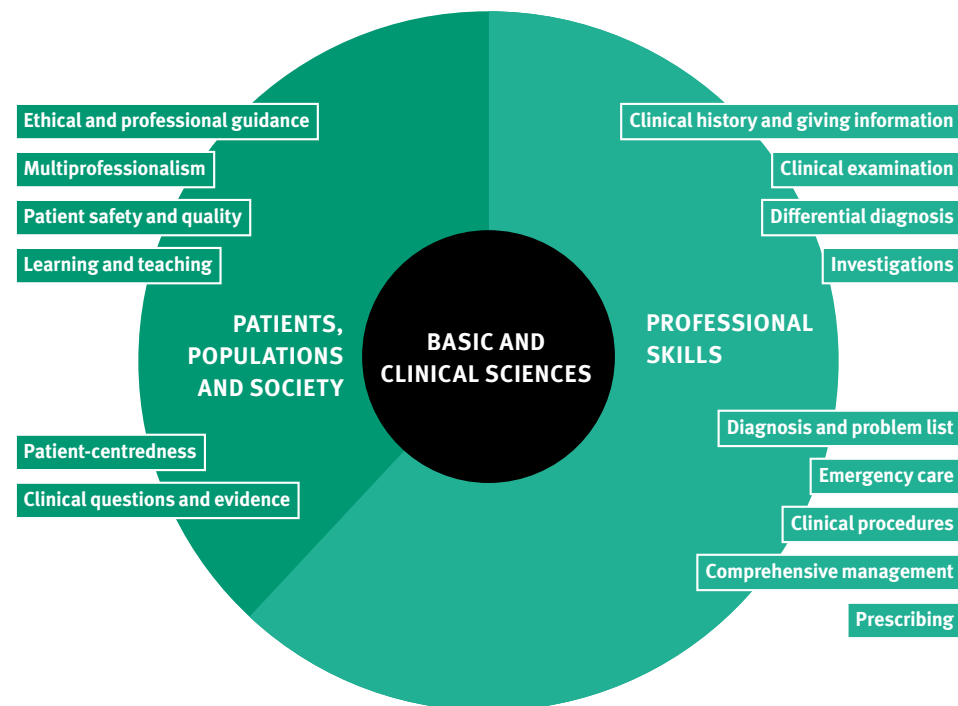 Ethical and professional guidance
Multiprofessionalism
Patient safety and quality
Learning and teaching
PATIENTS,
POPULATIONS
AND SOCIETY
Patient-centredness
Clinical questions and evidence
BASIC AND
CLINICAL SCIENCES
Clinical history and giving information
Clinical examination
Differential diagnosis
Investigations
PROFESSIONAL
SKILLS
Diagnosis and problem list
Emergency care
Clinical procedures
Comprehensive management
Prescribing